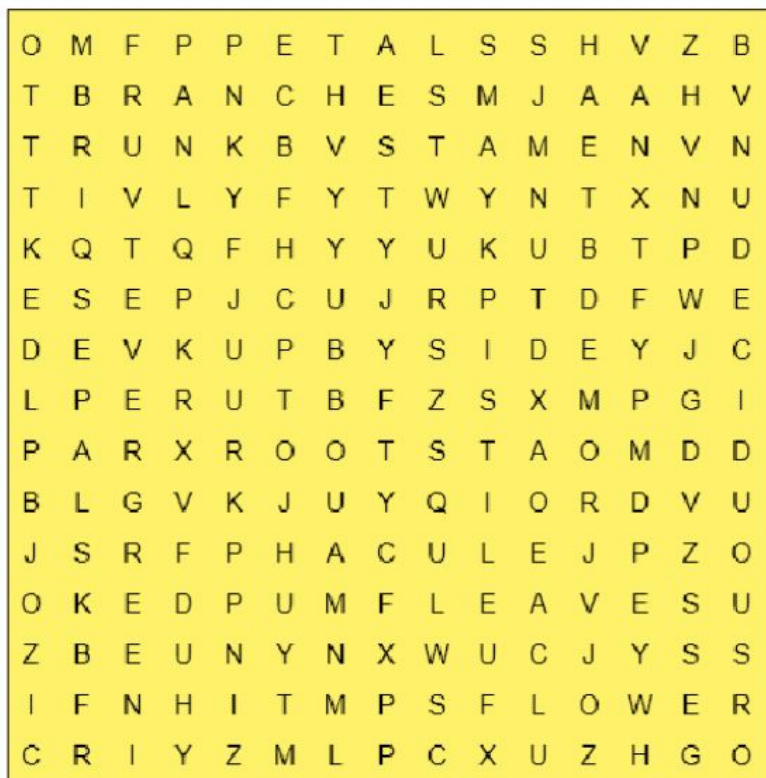 O M F P P E T A L S S H V Z B
T B R A N C H E S M J A A H V
T R U N K B V S T A M E N V N
T I V L Y F Y T W Y N T X N U
K Q T Q F H Y Y U K U B T P D
E S E P J C U J R P T D F W E
D E V K U P B Y S I D E Y J C
L P E R U T B F Z S X M P G I
P A R X R O O T S T A O M D D
B L G V K J U Y Q I O R D V U
J S R F P H A C U L E J P Z O
O K E D P U M F L E A V E S U
Z B E U N Y N X W U C J Y S S
I F N H I T M P S F L O W E R
C R I Y Z M L P C X U Z H G O